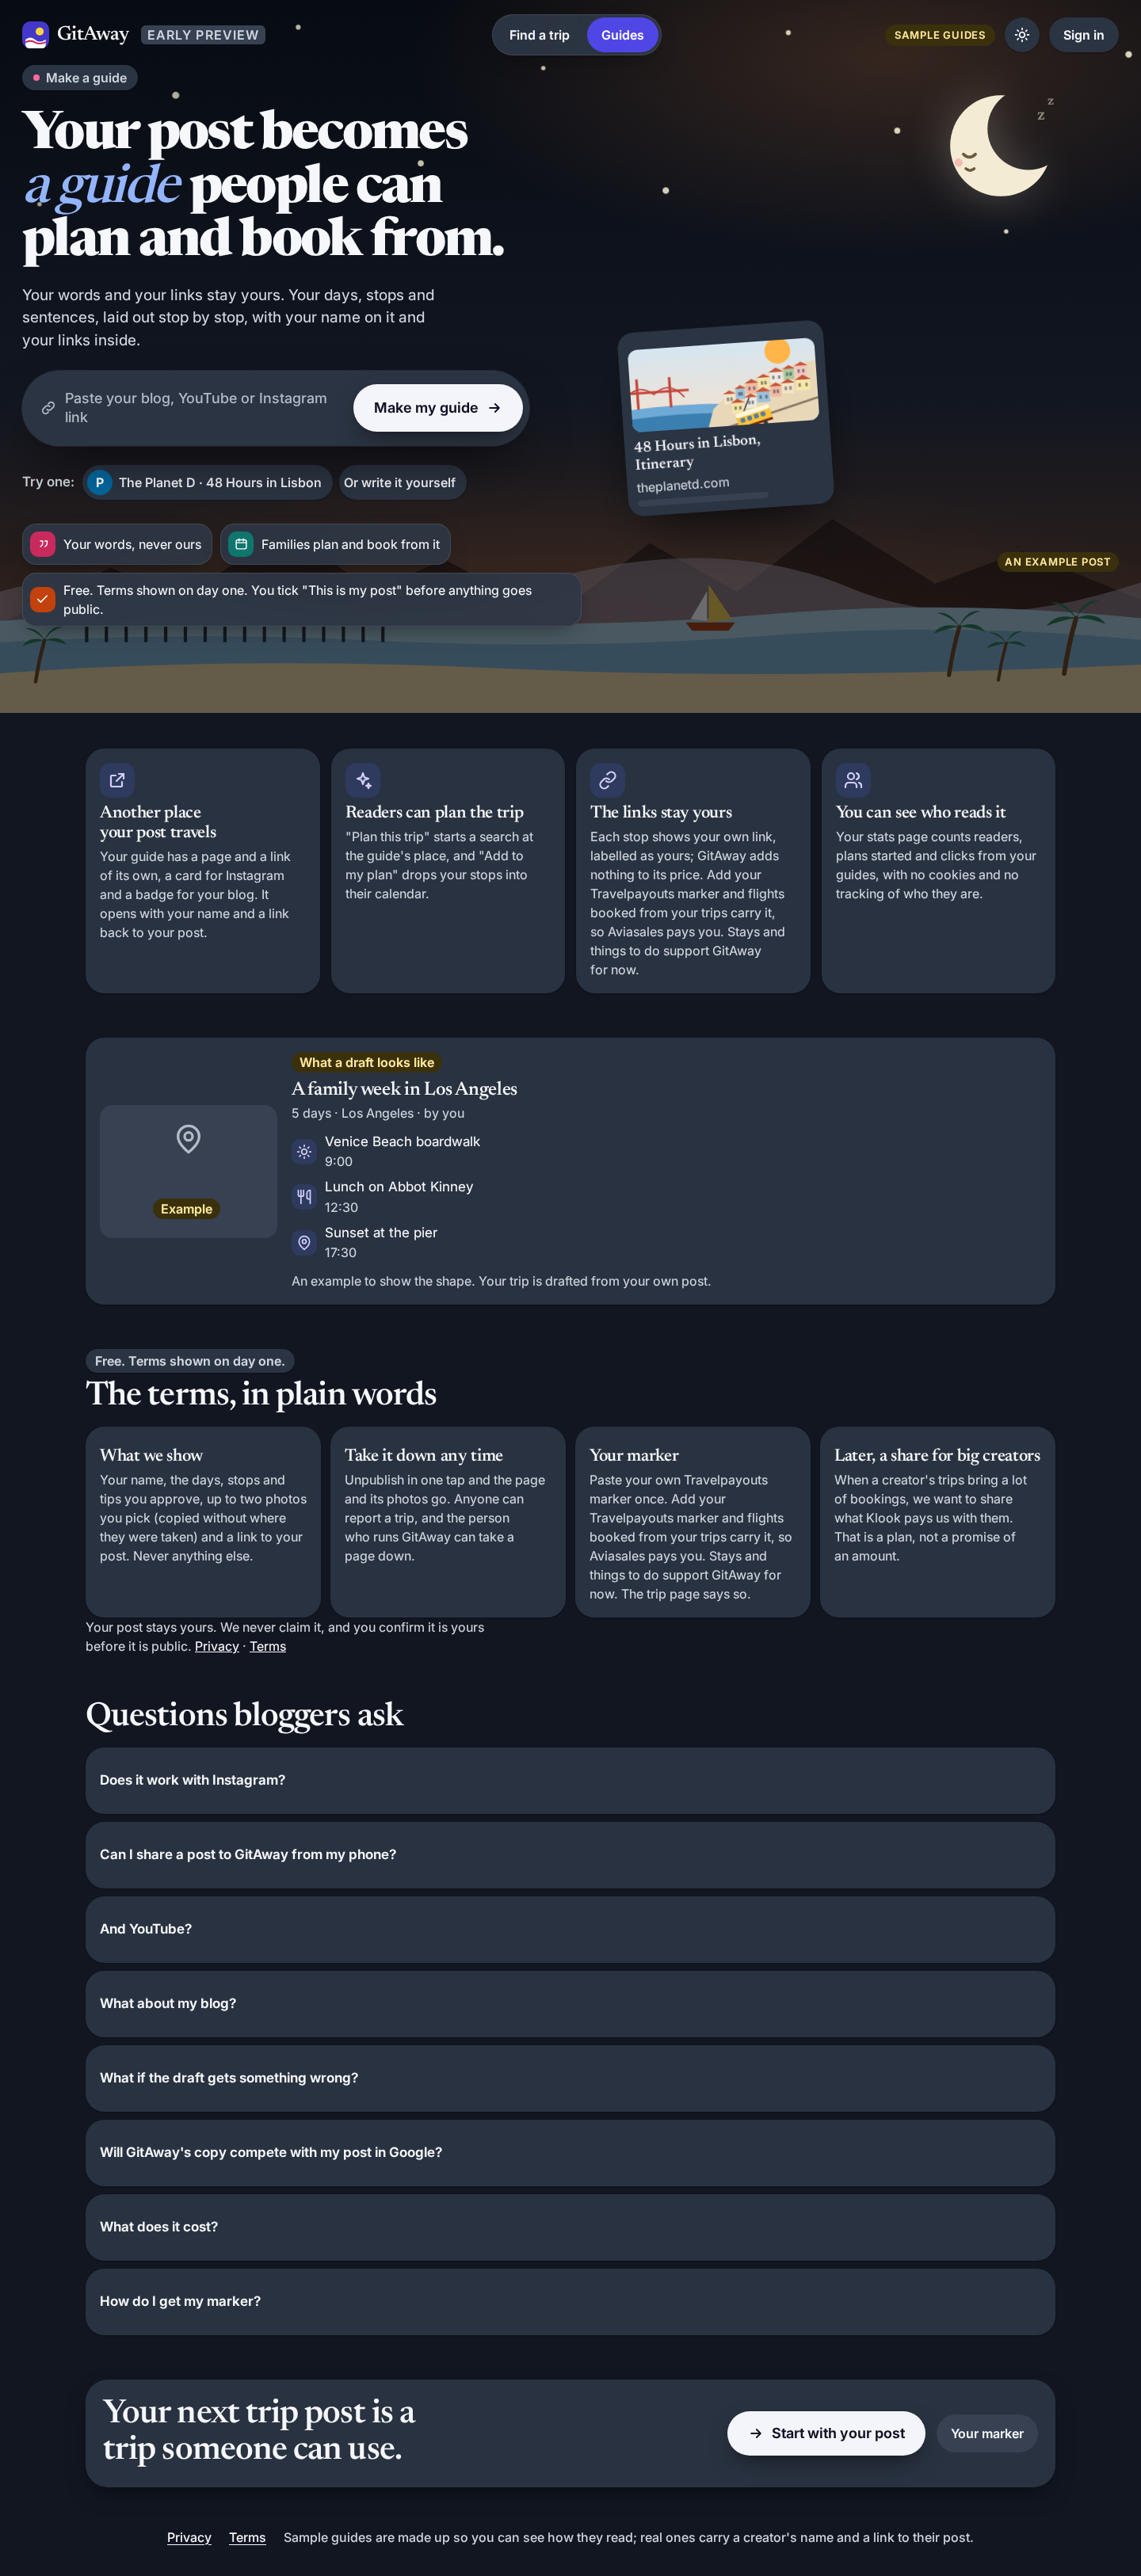 GitAway EARLY PREVIEW
Find a trip
Guides
SAMPLE GUIDES
Sign in
Make a guide
Your post becomes
a guide people can
plan and book from.
z
z
Your words and your links stay yours. Your days, stops and
sentences, laid out stop by stop, with your name on it and
your links inside.
Paste your blog, YouTube or Instagram
link
Make my guide
Try one:
P The Planet D · 48 Hours in Lisbon
Or write it yourself
Your words, never ours
Families plan and book from it
Free. Terms shown on day one. You tick "This is my post" before anything goes
public.
48 Hours in Lisbon,
Itinerary
theplanetd.com
AN EXAMPLE POST
Another place
your post travels
Your guide has a page and a link
of its own, a card for Instagram
and a badge for your blog. It
opens with your name and a link
back to your post.
Readers can plan the trip
"Plan this trip" starts a search at
the guide's place, and "Add to
my plan" drops your stops into
their calendar.
The links stay yours
Each stop shows your own link,
labelled as yours; GitAway adds
nothing to its price. Add your
Travelpayouts marker and flights
booked from your trips carry it,
so Aviasales pays you. Stays and
things to do support GitAway
for now.
You can see who reads it
Your stats page counts readers,
plans started and clicks from your
guides, with no cookies and no
tracking of who they are.
Example
What a draft looks like
A family week in Los Angeles
5 days · Los Angeles · by you
Venice Beach boardwalk
9:00
Lunch on Abbot Kinney
12:30
Sunset at the pier
17:30
An example to show the shape. Your trip is drafted from your own post.
Free. Terms shown on day one.
The terms, in plain words
What we show
Your name, the days, stops and
tips you approve, up to two photos
you pick (copied without where
they were taken) and a link to your
post. Never anything else.
Take it down any time
Unpublish in one tap and the page
and its photos go. Anyone can
report a trip, and the person
who runs GitAway can take a
page down.
Your marker
Paste your own Travelpayouts
marker once. Add your
Travelpayouts marker and flights
booked from your trips carry it, so
Aviasales pays you. Stays and
things to do support GitAway for
now. The trip page says so.
Later, a share for big creators
When a creator's trips bring a lot
of bookings, we want to share
what Klook pays us with them.
That is a plan, not a promise of
an amount.
Your post stays yours. We never claim it, and you confirm it is yours
before it is public. Privacy · Terms
Questions bloggers ask
Does it work with Instagram?
Can I share a post to GitAway from my phone?
And YouTube?
What about my blog?
What if the draft gets something wrong?
Will GitAway's copy compete with my post in Google?
What does it cost?
How do I get my marker?
Your next trip post is a
trip someone can use.
Start with your post
Your marker
Privacy Terms Sample guides are made up so you can see how they read; real ones carry a creator's name and a link to their post.